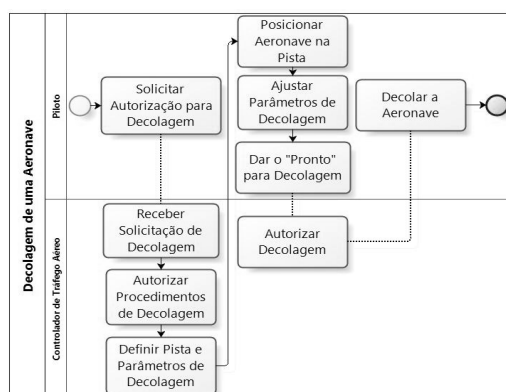 Decolagem de uma Aeronave
Piloto
Solicitar
Autorização para
Decolagem
Posicionar
Aeronave na
Pista
Ajustar
Parâmetros de
Decolagem
Dar o "Pronto"
para Decolagem
Decolar a
Aeronave
Controlador de Tráfego Aéreo
Receber
Solicitação de
Decolagem
Autorizar
Procedimentos
de Decolagem
Definir Pista e
Parâmetros de
Decolagem
Autorizar
Decolagem